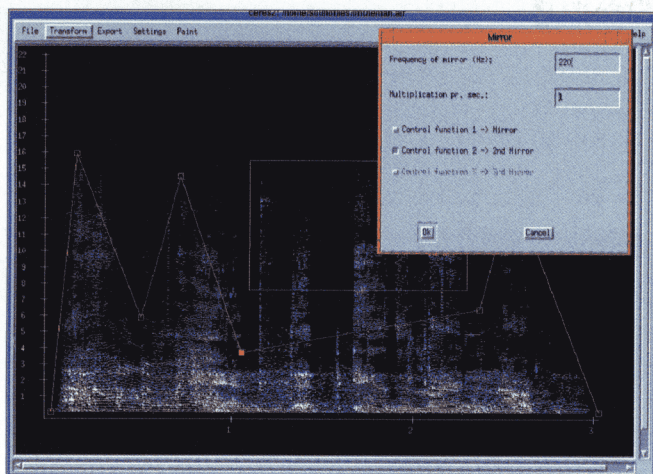 File Transform Export Settings Paint
Mirror
Frequency of mirror (Hz):
220
Multiplication pr. sec.:
Control function 1 -> Mirror
Control function 2 -> 2nd Mirror
Control function 3 -> 3rd Mirror
Ok
Cancel
22
21
20
19
18
17
16
15
14
13
12
11
10
9
8
7
6
5
4
3
2
1
1
2
3